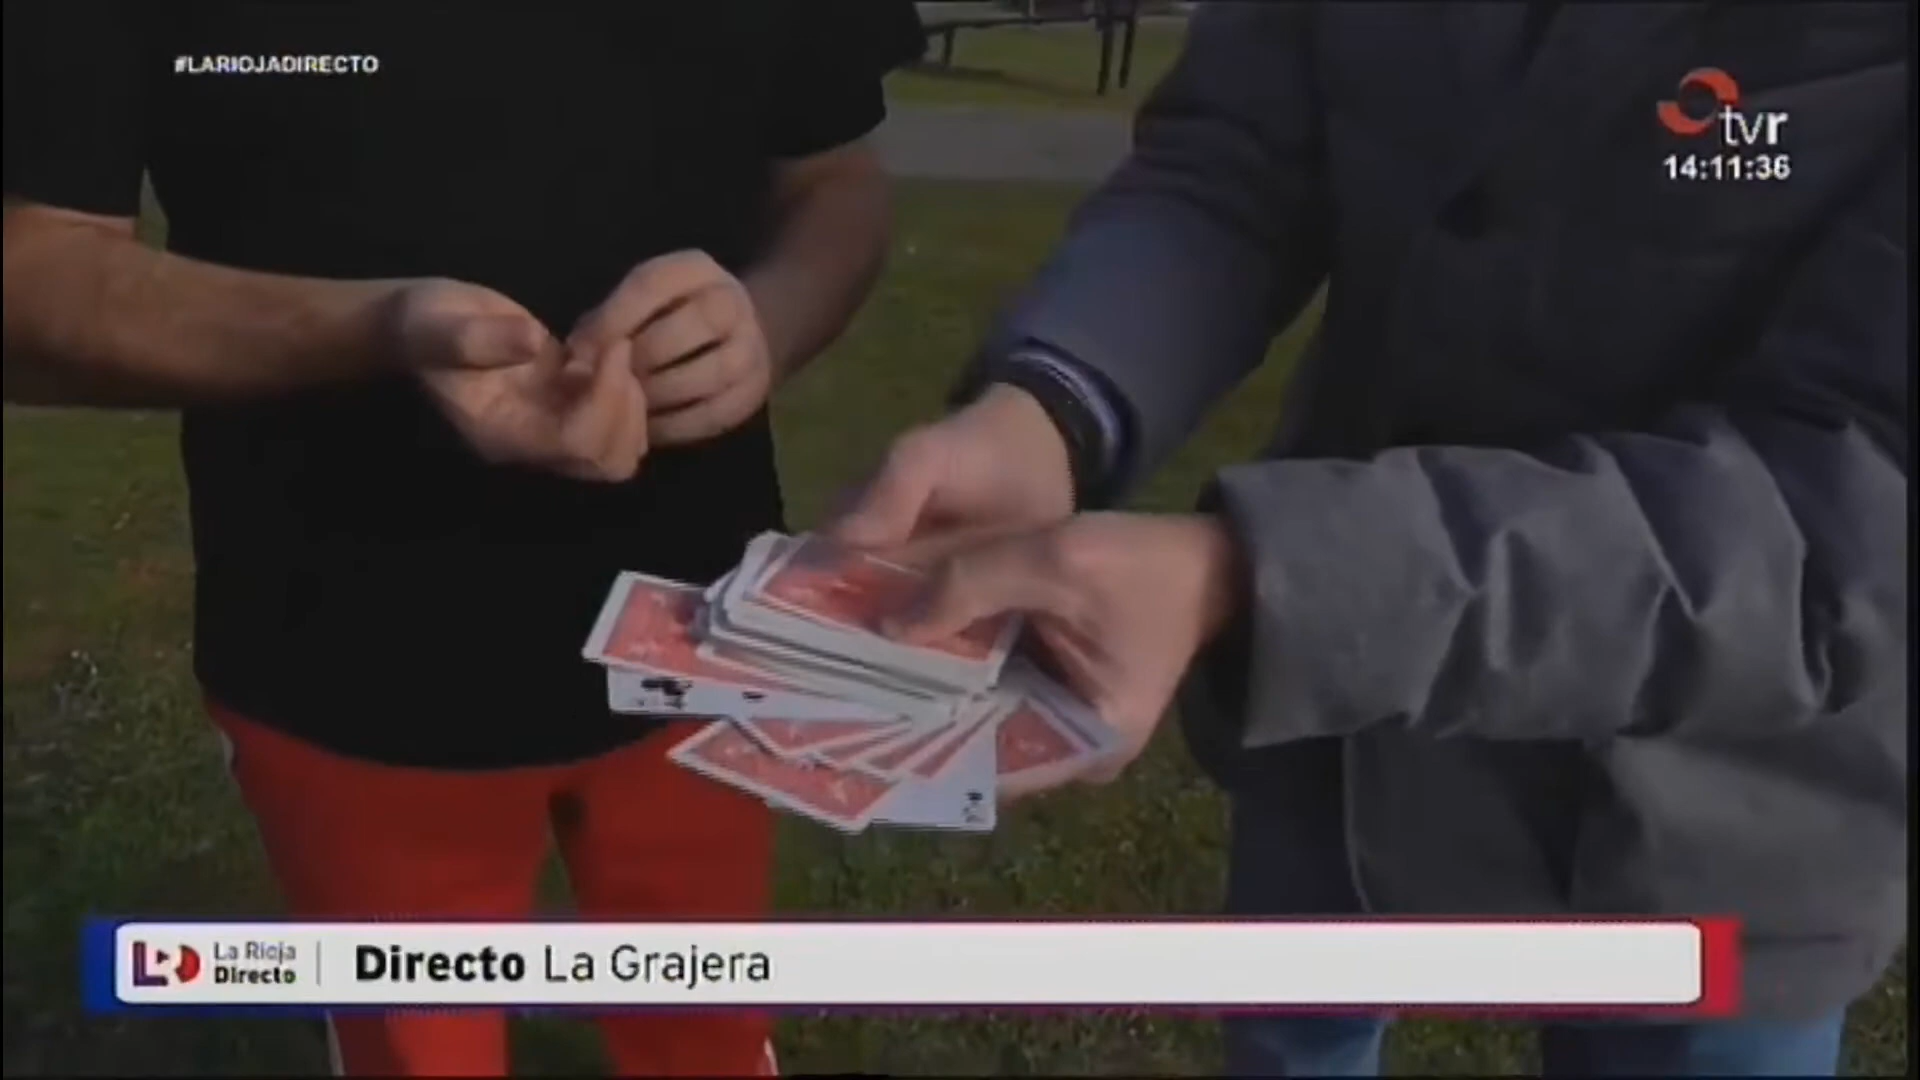 #LARIOJADIRECTO
tvr
14:11:36
La Rioja
Directo
Directo La Grajera